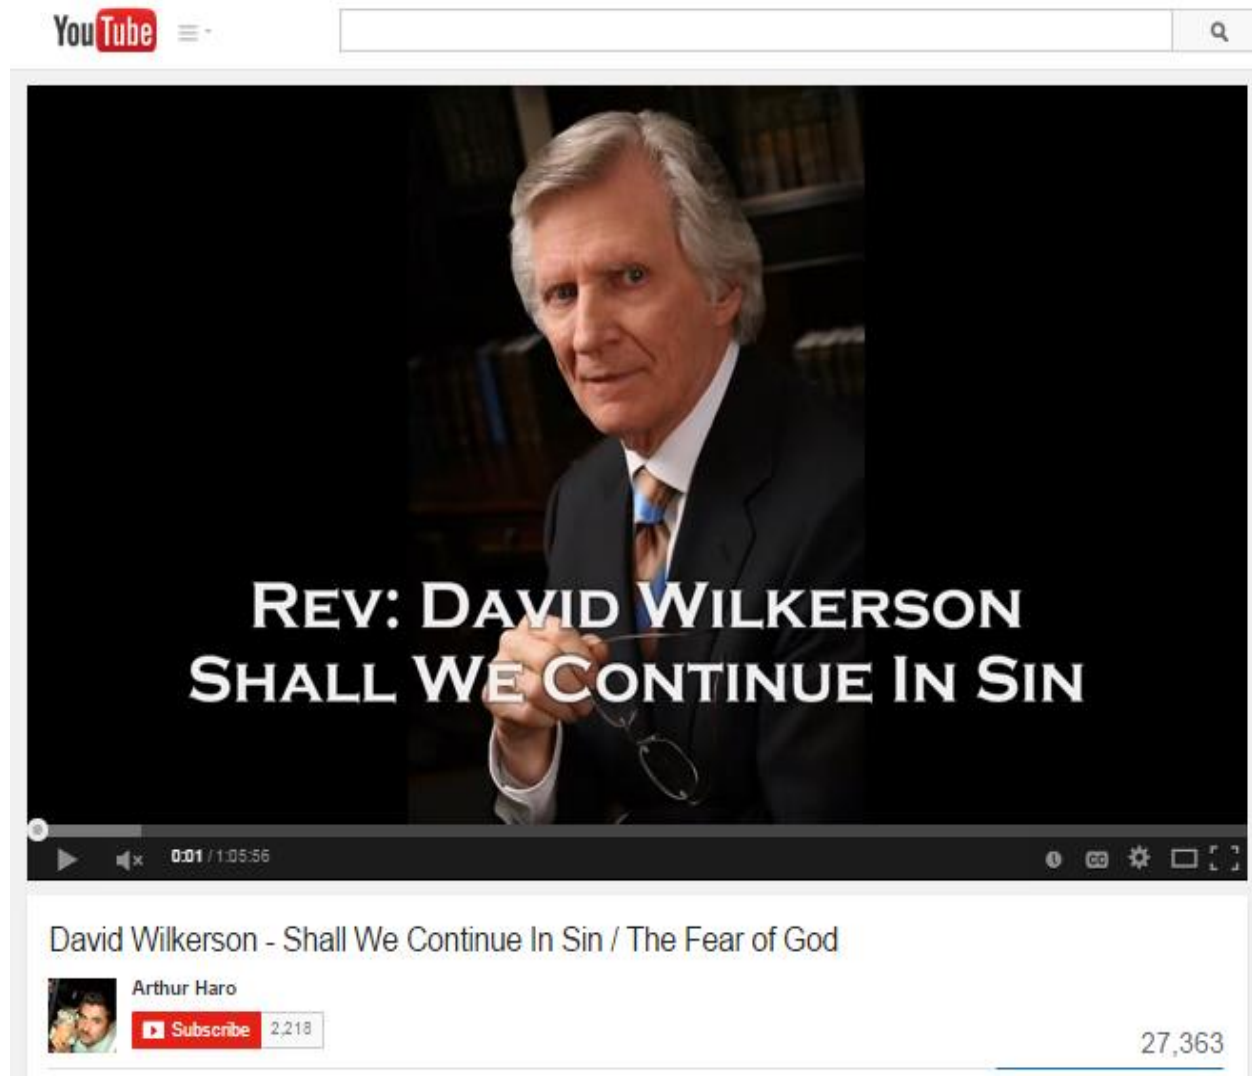 YouTube
REV: DAVID WILKERSON
SHALL WE CONTINUE IN SIN
0:01 / 1:05:56
CC
David Wilkerson - Shall We Continue In Sin / The Fear of God
Arthur Haro
Subscribe 2,218
27,363